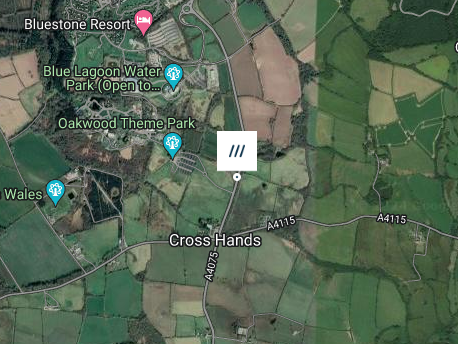 Bluestone Resort
Blue Lagoon Water
Park (Open to...
Oakwood Theme Park
///
Wales
A4115
A4115
Cross Hands
A4075